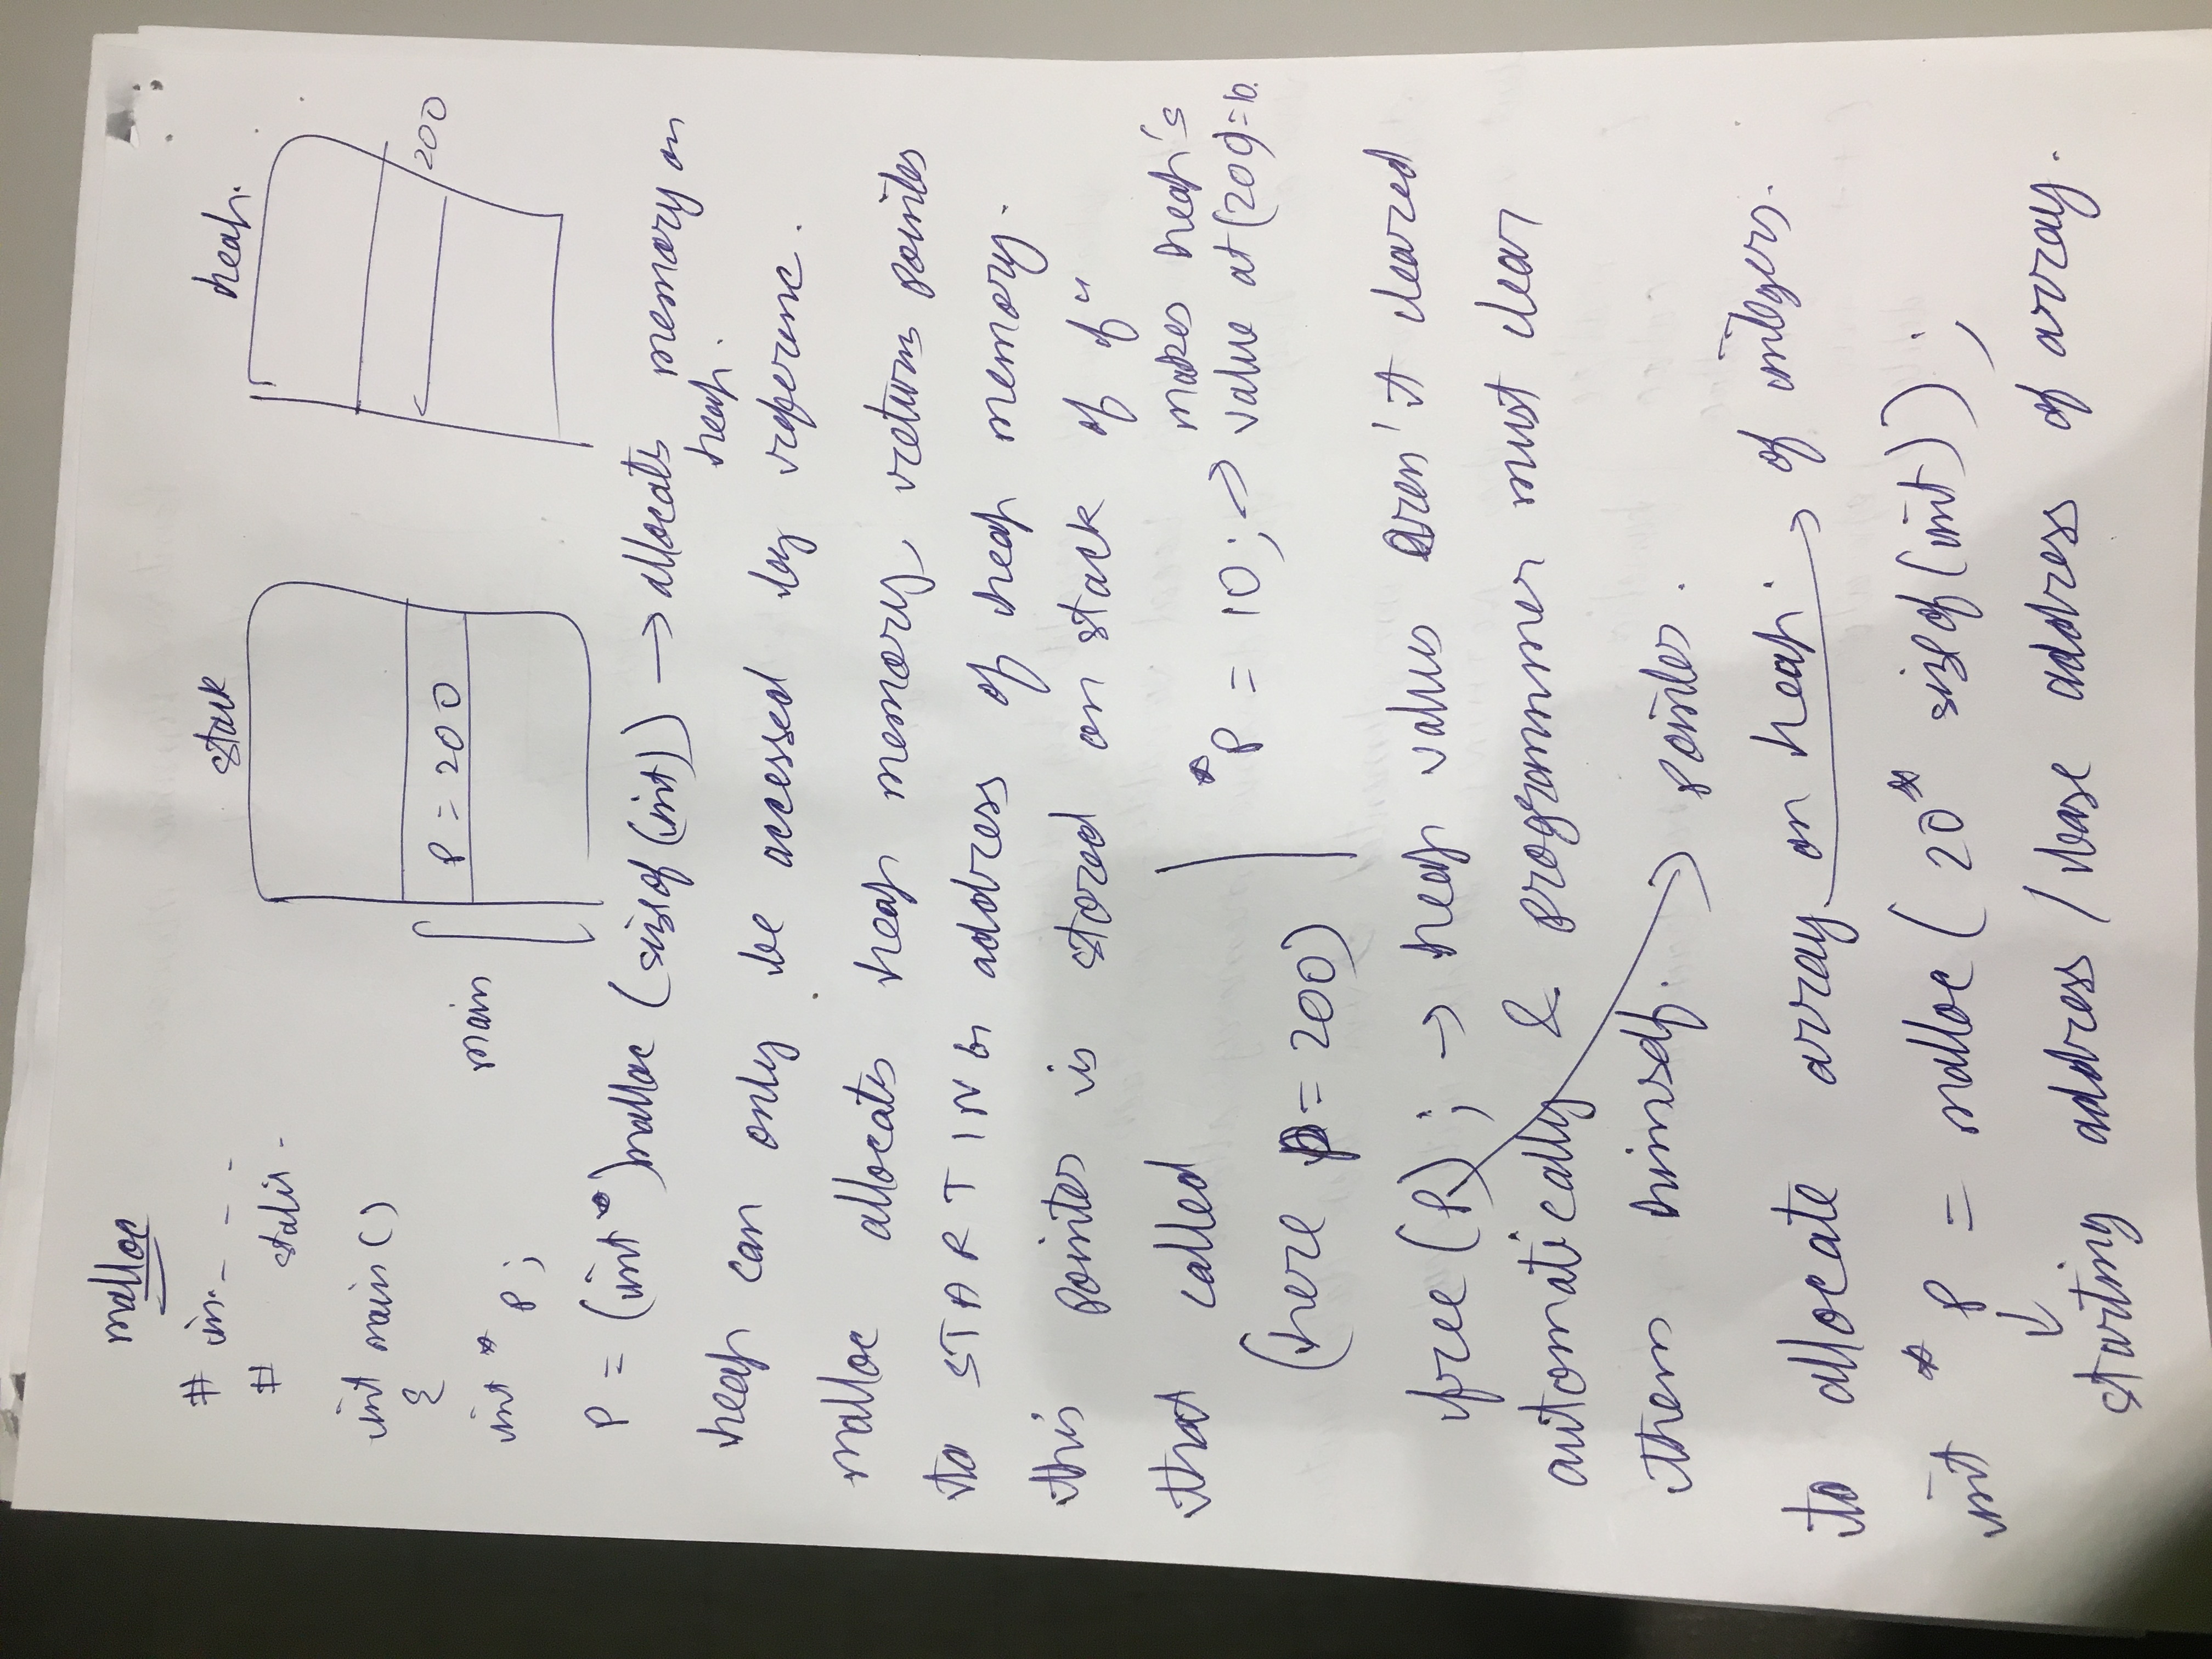 malloc
# in. _ _ _
# stdli -
int main ()
{
int * p ;
stack
P = 200
main
heap.
200
P = (int *)malloc (sizeof (int)) → allocates memory on
heap.
heap can only be accessed by reference.
malloc allocates heap memory, returns pointer
to STARTING address of heap memory.
this pointer is stored on stack of fⁿ
that called
(here p = 200)
*P = 10 ; → makes heap's
value at (200) = 10.
free (P) ; → heap values aren't cleared
automatically & programmer must clear
them himself.
pointer.
to allocate array on heap. → of integers.
int * p = malloc ( 20 * sizeof (int) ) ;
↓
starting address / base address of array.